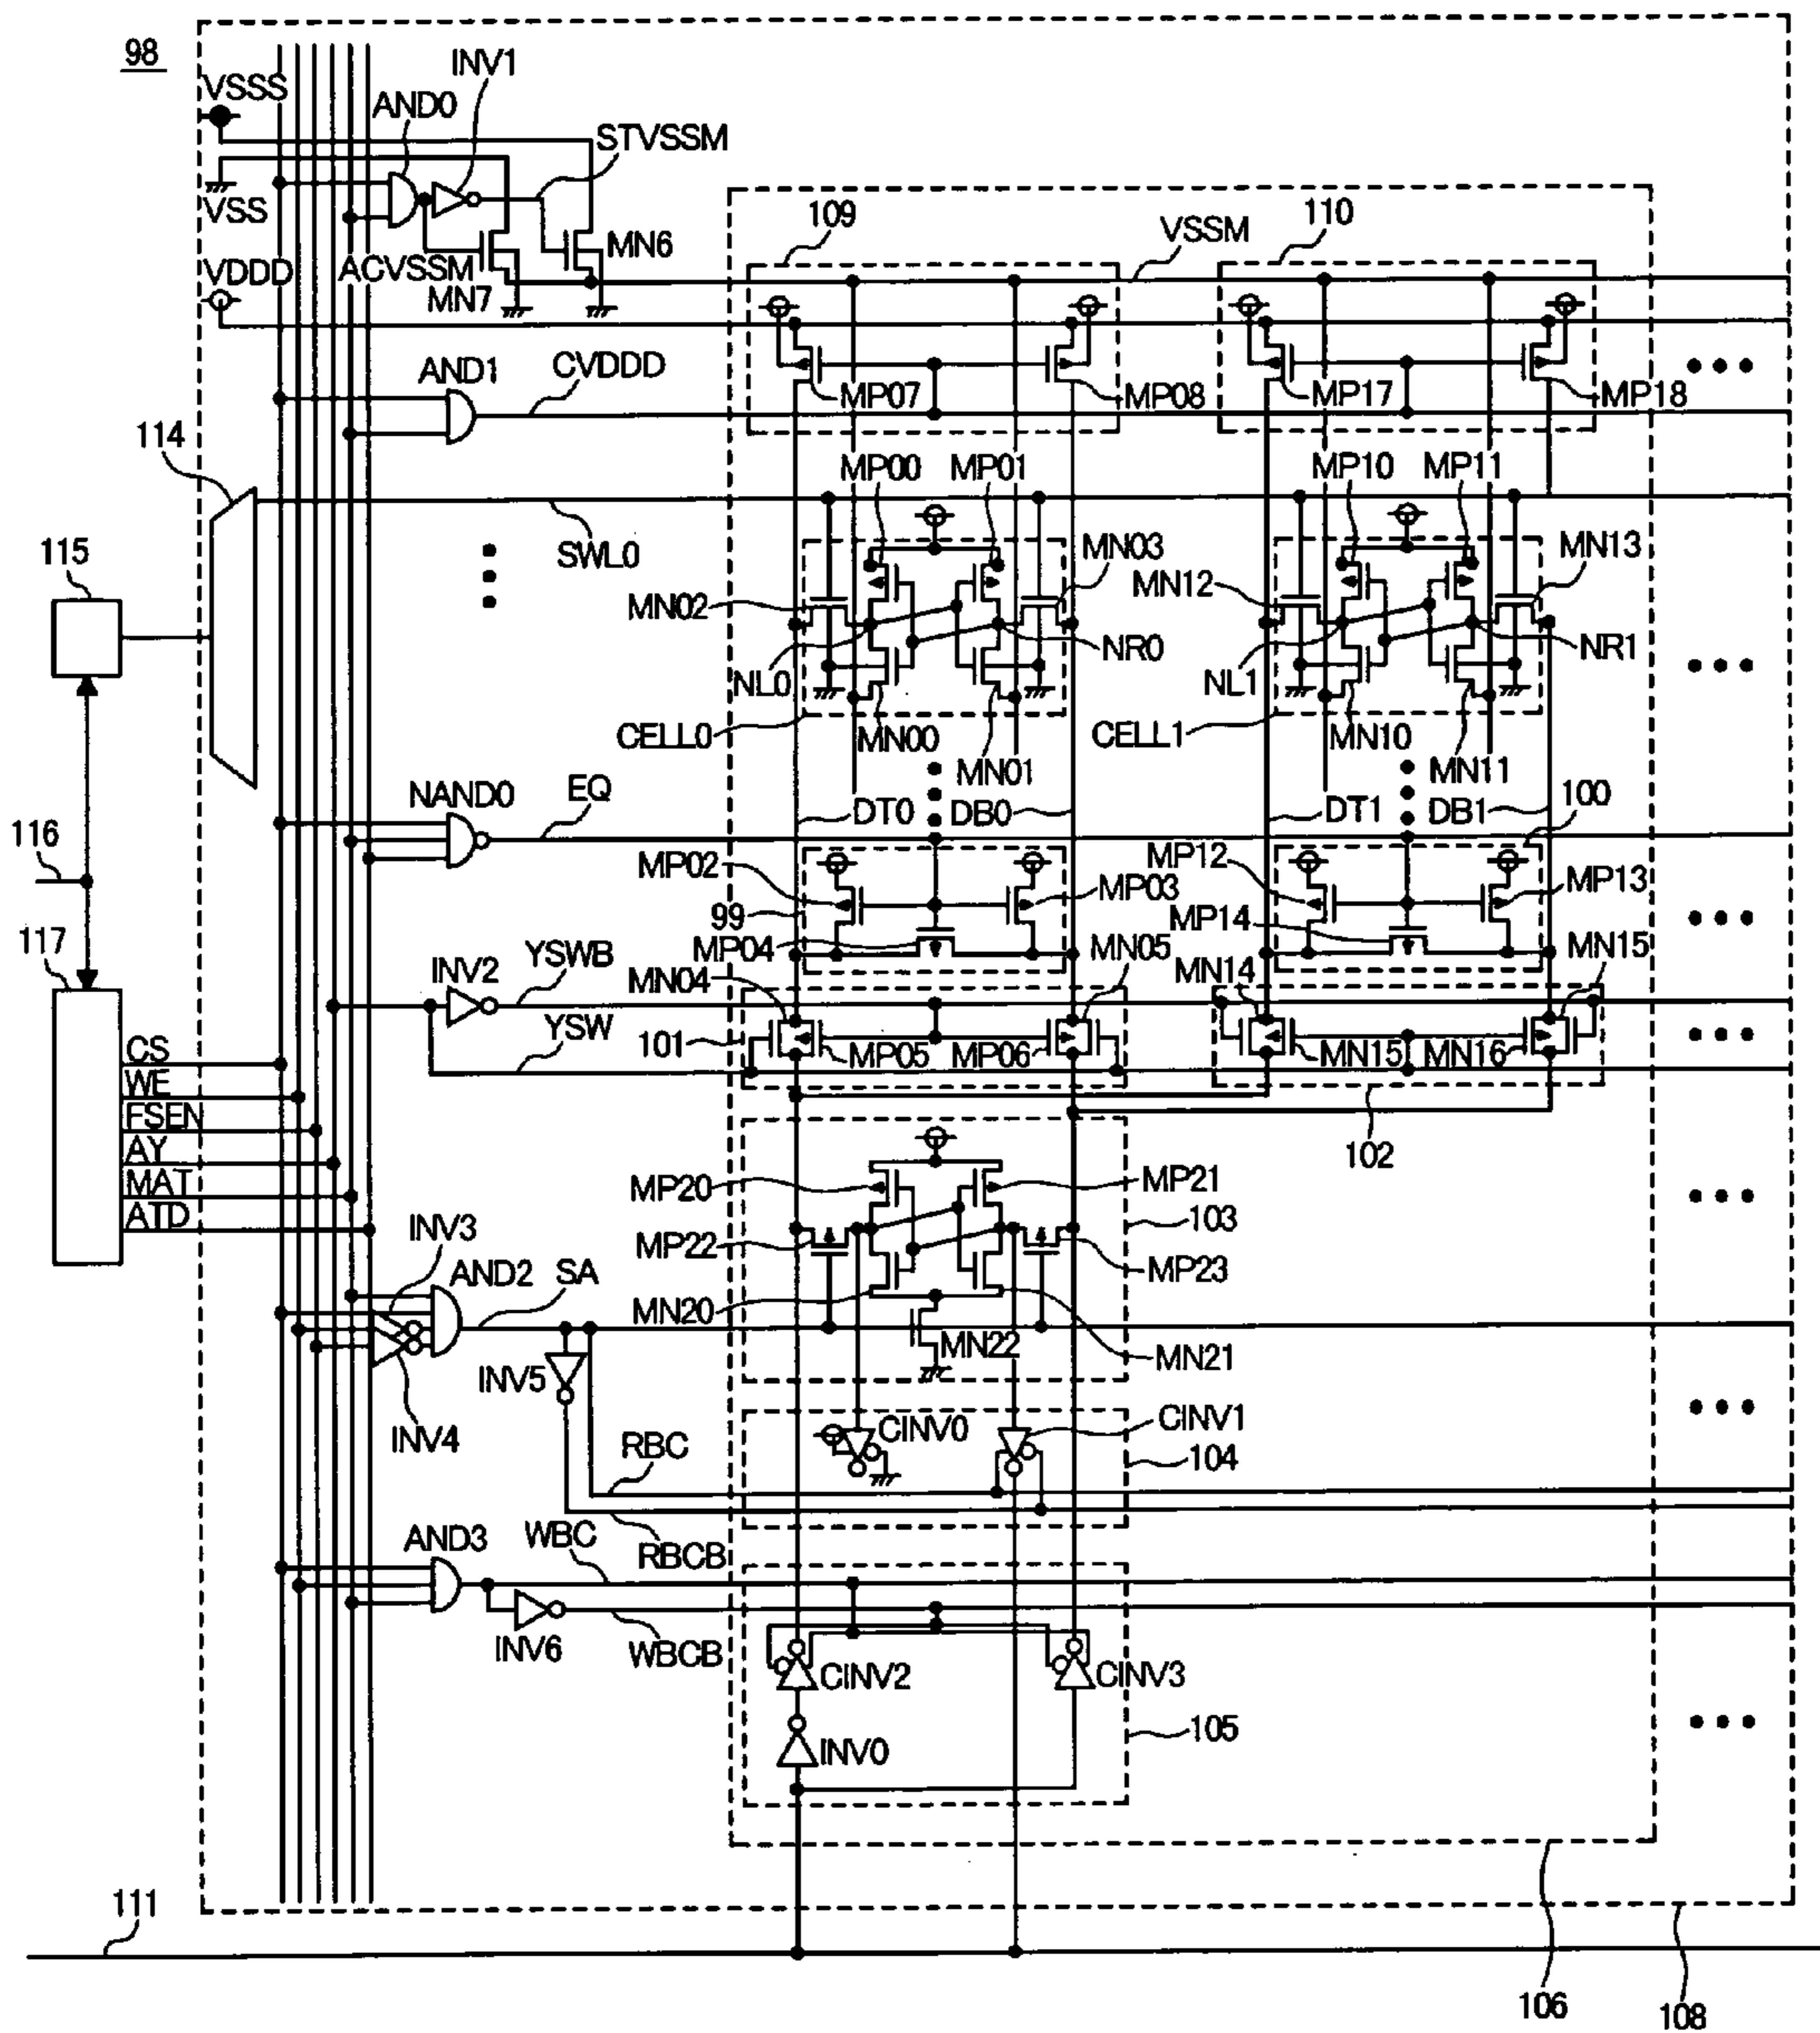 98
VSSS
AND0
INV1
STVSSM
VSS
MN6
109
VSSM
110
VDDD
ACVSSM
MN7
AND1
CVDDD
MP07
MP08
MP17
MP18
114
MP00
MP01
MP10
MP11
115
SWL0
MN03
MN13
MN02
MN12
NL0
NR0
NL1
NR1
CELL0
MN00
CELL1
MN10
MN01
MN11
NAND0
EQ
DT0
DB0
DT1
DB1
100
116
MP02
MP03
MP12
MP13
99
MP14
117
MP04
MN05
MN15
INV2
YSWB
MN04
MN14
YSW
101
MP05
MP06
MN15
MN16
CS
WE
FSEN
AY
MAT
ATD
102
MP20
MP21
INV3
103
MP22
AND2
SA
MP23
MN20
MN22
MN21
INV5
INV4
CINV0
CINV1
RBC
104
AND3
WBC
RBCB
INV6
WBCB
CINV2
CINV3
INV0
105
111
106
108